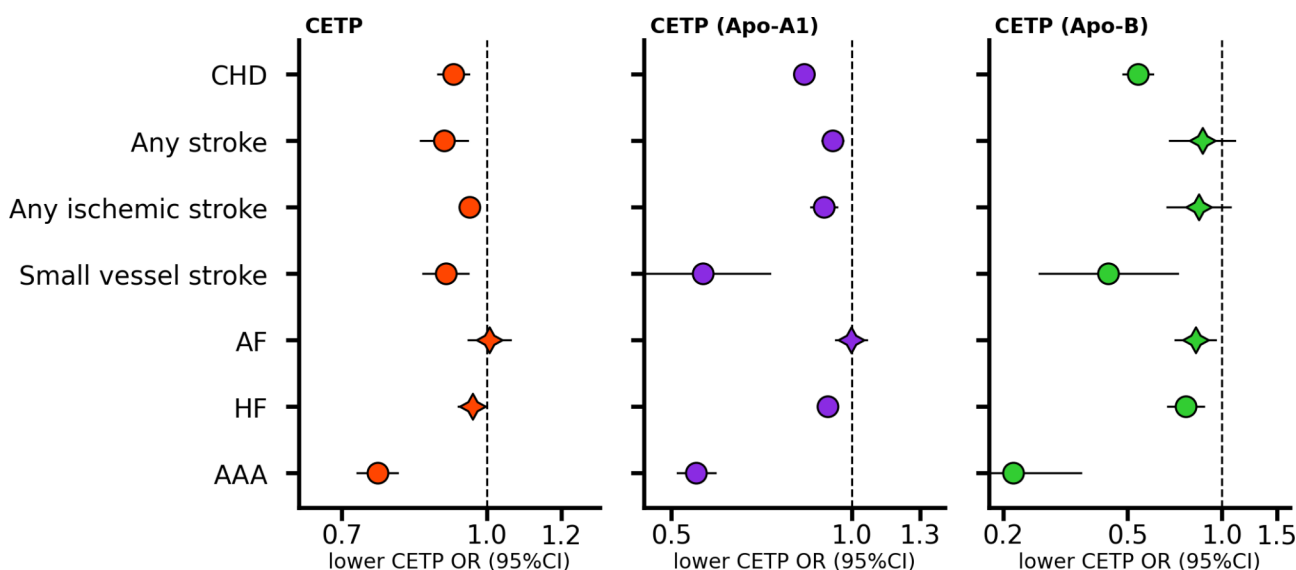 CETP
CETP (Apo-A1)
CETP (Apo-B)
CHD
Any stroke
Any ischemic stroke
Small vessel stroke
AF
HF
AAA
0.7 1.0 1.2
lower CETP OR (95%CI)
0.5 1.0 1.3
lower CETP OR (95%CI)
0.2 0.5 1.0 1.5
lower CETP OR (95%CI)